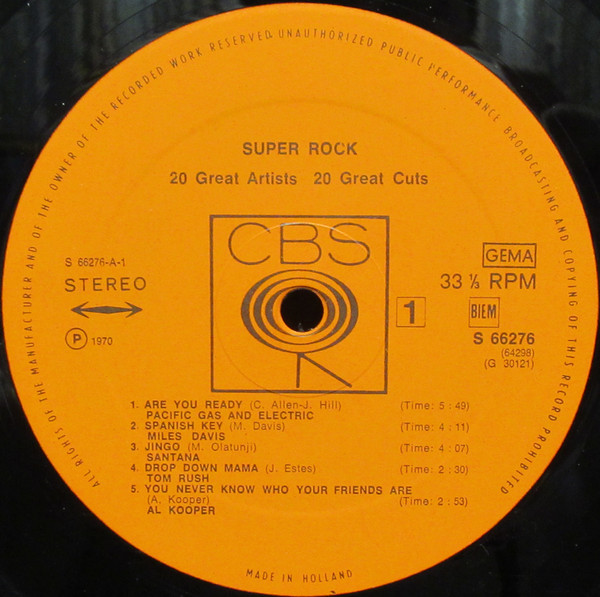 ALL RIGHTS OF THE MANUFACTURER AND OF THE OWNER OF THE RECORDED WORK RESERVED. UNAUTHORIZED PUBLIC PERFORMANCE BROADCASTING AND COPYING OF THIS RECORD PROHIBITED
SUPER ROCK
20 Great Artists 20 Great Cuts
CBS
S 66276-A-1
STEREO
P 1970
GEMA
33 ⅓ RPM
1
BIEM
S 66276
(64298)
(G 30121)
1. ARE YOU READY (C. Allen-J. Hill) (Time: 5 : 49)
PACIFIC GAS AND ELECTRIC
2. SPANISH KEY (M. Davis) (Time: 4 : 11)
MILES DAVIS
3. JINGO (M. Olatunji) (Time: 4 : 07)
SANTANA
4. DROP DOWN MAMA (J. Estes) (Time: 2 : 30)
TOM RUSH
5. YOU NEVER KNOW WHO YOUR FRIENDS ARE
(A. Kooper) (Time: 2 : 53)
AL KOOPER
MADE IN HOLLAND